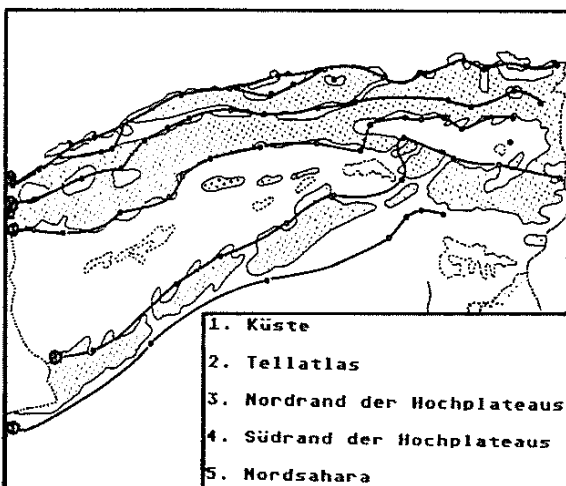 1. Küste
2. Tellatlas
3. Nordrand der Hochplateaus
4. Südrand der Hochplateaus
5. Nordsahara